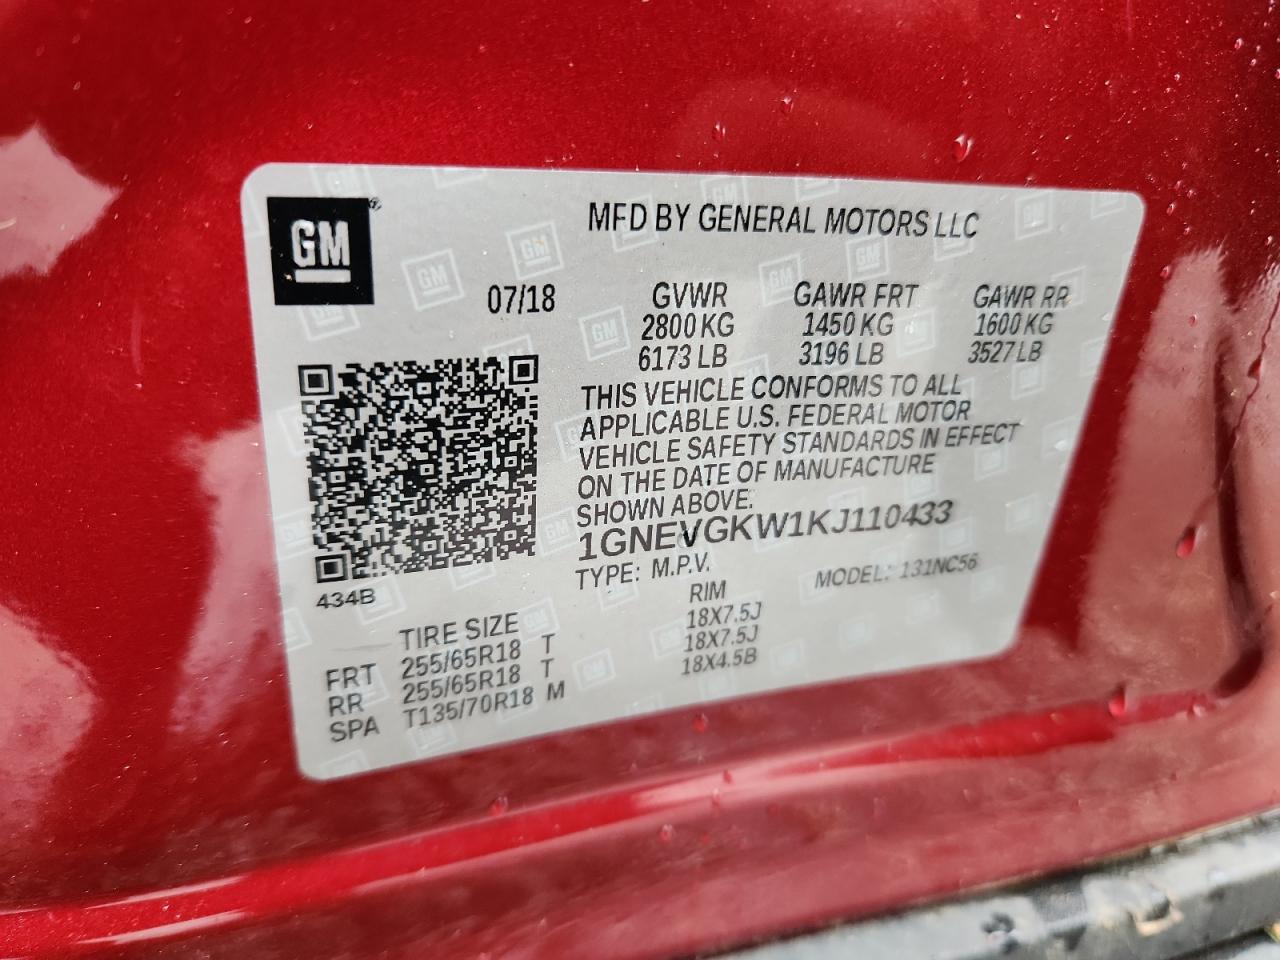 GM®
MFD BY GENERAL MOTORS LLC
07/18
GVWR GAWR FRT GAWR RR
2800 KG 1450 KG 1600 KG
6173 LB 3196 LB 3527 LB
THIS VEHICLE CONFORMS TO ALL
APPLICABLE U.S. FEDERAL MOTOR
VEHICLE SAFETY STANDARDS IN EFFECT
ON THE DATE OF MANUFACTURE
SHOWN ABOVE.
1GNEVGKW1KJ110433
TYPE: M.P.V. MODEL: 131NC56
434B
TIRE SIZE RIM
FRT 255/65R18 T 18X7.5J
RR 255/65R18 T 18X7.5J
SPA T135/70R18 M 18X4.5B